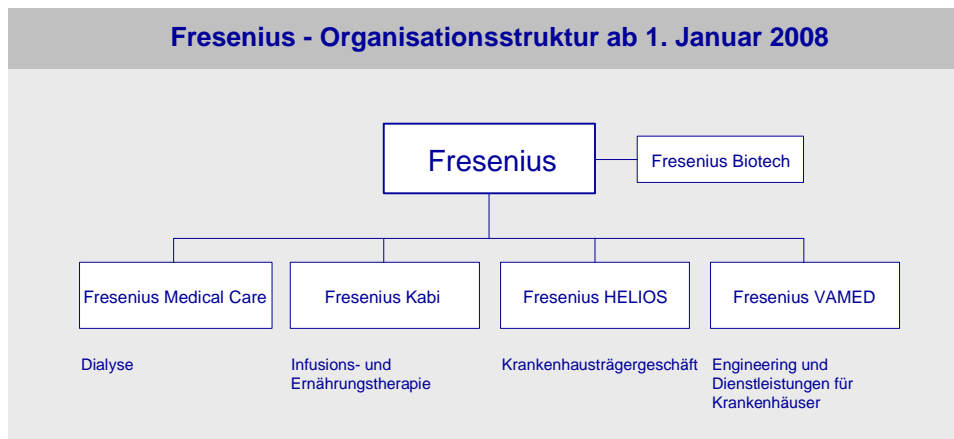 Fresenius - Organisationsstruktur ab 1. Januar 2008
Fresenius
Fresenius Biotech
Fresenius Medical Care
Fresenius Kabi
Fresenius HELIOS
Fresenius VAMED
Dialyse
Infusions- und
Ernährungstherapie
Krankenhausträgergeschäft
Engineering und
Dienstleistungen für
Krankenhäuser